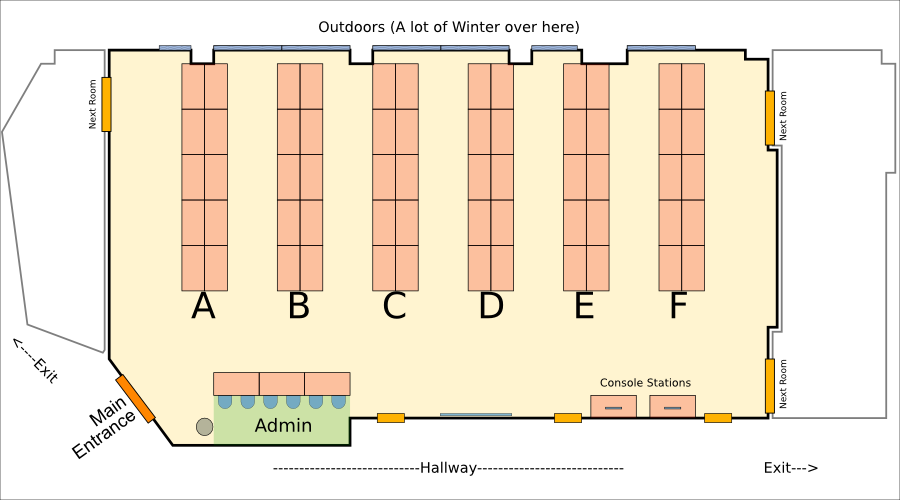 Outdoors (A lot of Winter over here)
Next Room
Next Room
A B C D E F
<----Exit
Console Stations
Next Room
Main
Entrance
Admin
---------------------------Hallway---------------------------
Exit--->